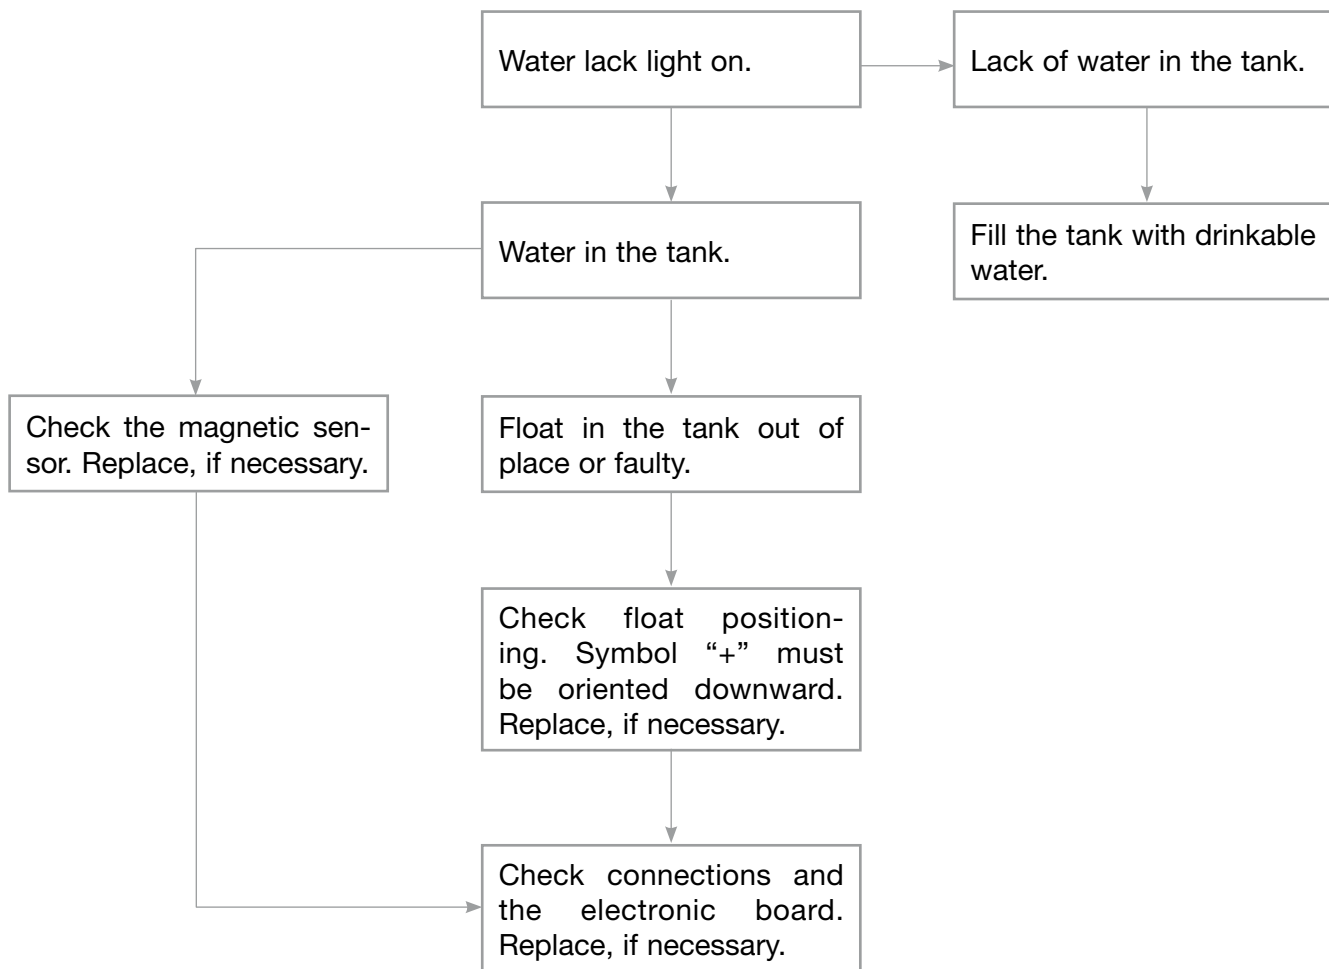 Water lack light on.
Lack of water in the tank.
Water in the tank.
Fill the tank with drinkable
water.
Check the magnetic sen-
sor. Replace, if necessary.
Float in the tank out of
place or faulty.
Check float position-
ing. Symbol “+” must
be oriented downward.
Replace, if necessary.
Check connections and
the electronic board.
Replace, if necessary.